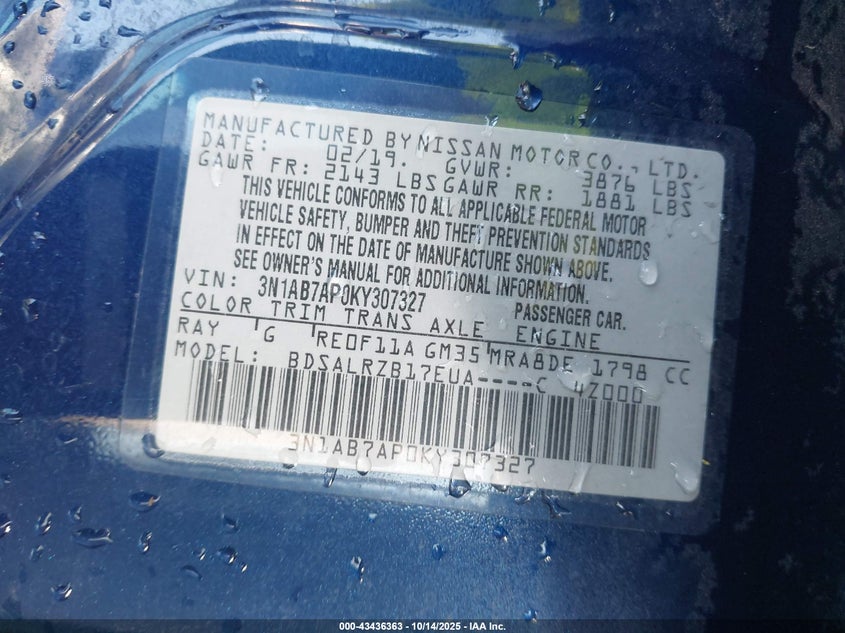 MANUFACTURED BY NISSAN MOTOR CO., LTD.
DATE: 02/19. GVWR: 3876 LBS
GAWR FR: 2143 LBS GAWR RR: 1881 LBS
THIS VEHICLE CONFORMS TO ALL APPLICABLE FEDERAL MOTOR
VEHICLE SAFETY, BUMPER AND THEFT PREVENTION STANDARDS
IN EFFECT ON THE DATE OF MANUFACTURE SHOWN ABOVE.
SEE OWNER'S MANUAL FOR ADDITIONAL INFORMATION.
VIN: 3N1AB7AP0KY307327 PASSENGER CAR.
COLOR TRIM TRANS AXLE ENGINE
RAY G RE0F11A GM35 MRA8DE 1798 CC
MODEL: BDSALRZB17EUA----C 4Z000
3N1AB7AP0KY307327
000-43436363 | 10/14/2025 - IAA Inc.